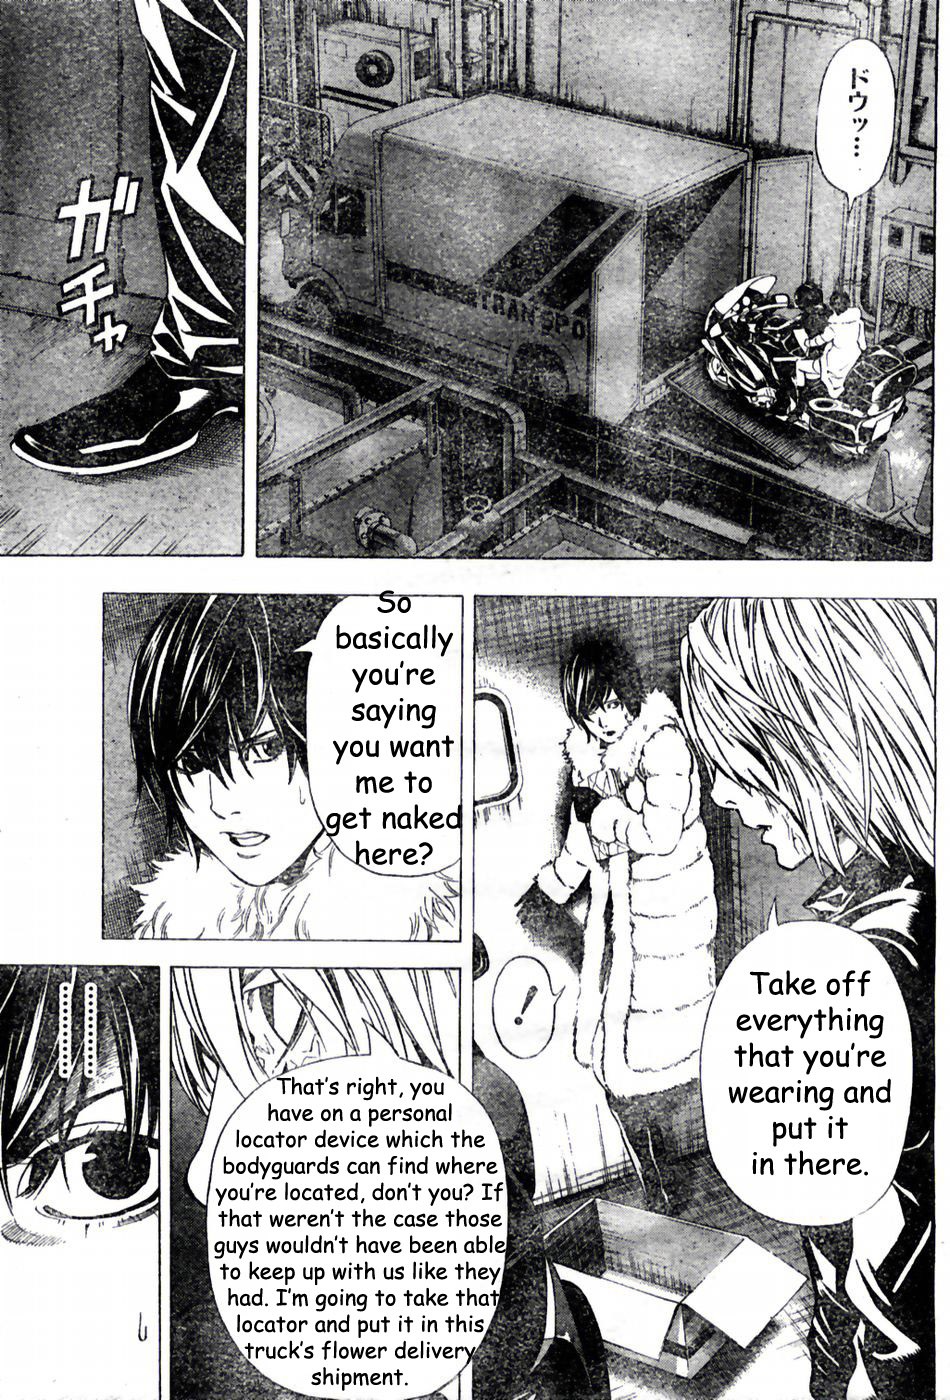 ドゥッ…
TRANSPO
ガチャ
Take off
everything
that you're
wearing and
put it
in there.
!
So
basically
you're
saying
you want
me to
get naked
here?
That's right, you
have on a personal
locator device which the
bodyguards can find where
you're located, don't you? If
that weren't the case those
guys wouldn't have been able
to keep up with us like they
had. I'm going to take that
locator and put it in this
truck's flower delivery
shipment.